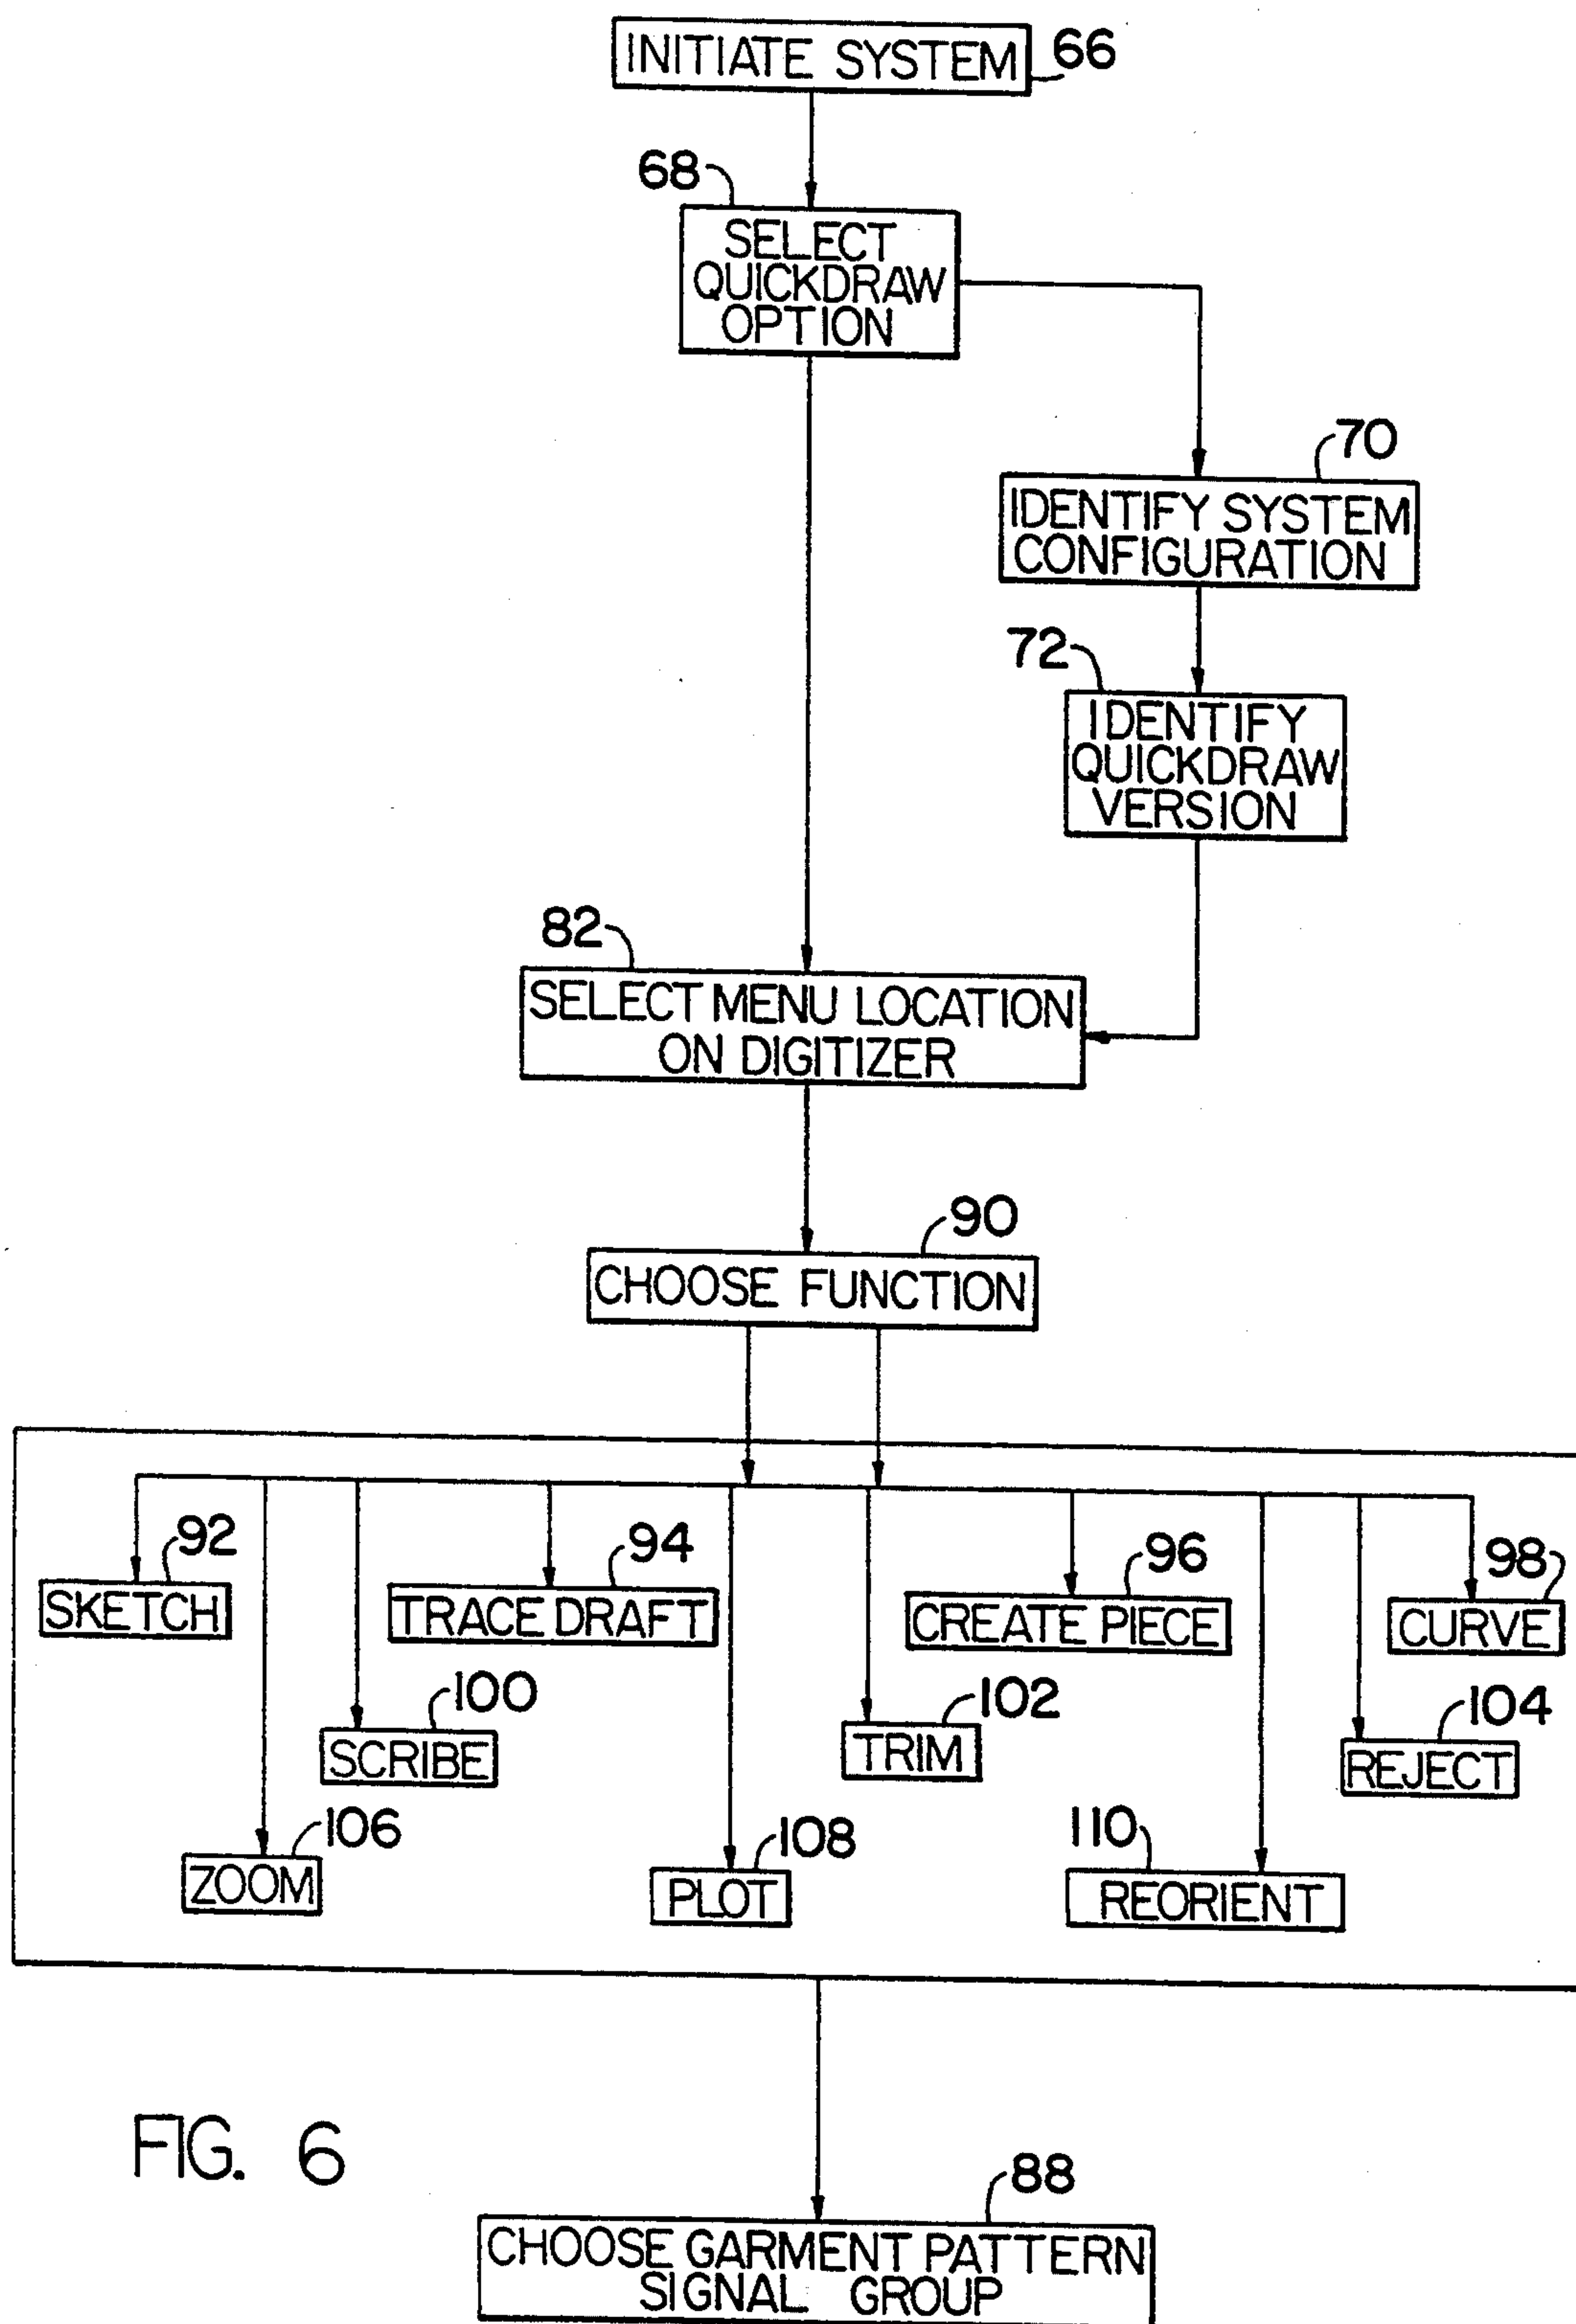 INITIATE SYSTEM
66
68
SELECT
QUICKDRAW
OPTION
70
IDENTIFY SYSTEM
CONFIGURATION
72
IDENTIFY
QUICKDRAW
VERSION
82
SELECT MENU LOCATION
ON DIGITIZER
90
CHOOSE FUNCTION
92
SKETCH
94
TRACE DRAFT
96
CREATE PIECE
98
CURVE
100
SCRIBE
102
TRIM
104
REJECT
106
ZOOM
108
PLOT
110
REORIENT
FIG. 6
88
CHOOSE GARMENT PATTERN
SIGNAL GROUP